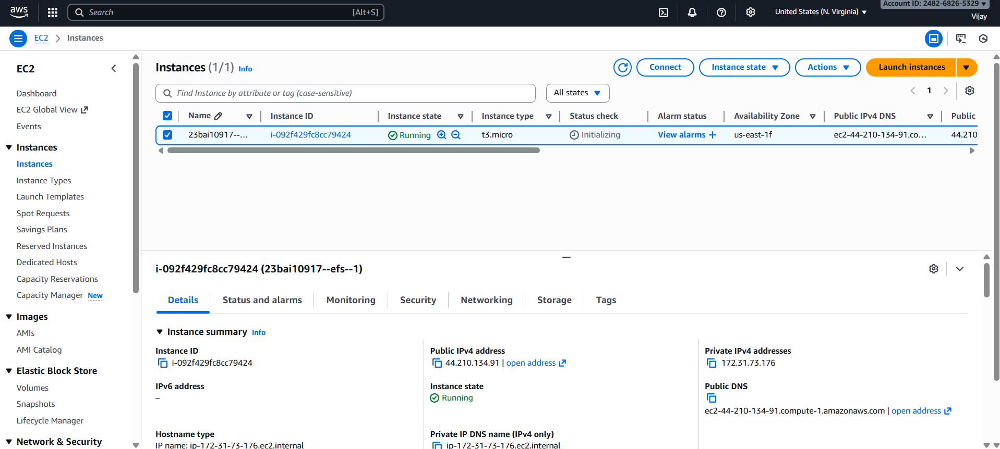 aws
Search [Alt+S]
United States (N. Virginia)
Account ID: 2482-6826-5329
Vijay
EC2
Instances
EC2
Dashboard
EC2 Global View
Events
Instances
Instances
Instance Types
Launch Templates
Spot Requests
Savings Plans
Reserved Instances
Dedicated Hosts
Capacity Reservations
Capacity Manager New
Images
AMIs
AMI Catalog
Elastic Block Store
Volumes
Snapshots
Lifecycle Manager
Network & Security
Instances (1/1) Info
Connect
Instance state
Actions
Launch instances
Find Instance by attribute or tag (case-sensitive)
All states
1
Name Instance ID Instance state Instance type Status check Alarm status Availability Zone Public IPv4 DNS Public
23bai10917--... i-092f429fc8cc79424 Running t3.micro Initializing View alarms + us-east-1f ec2-44-210-134-91.co... 44.210
i-092f429fc8cc79424 (23bai10917--efs--1)
Details Status and alarms Monitoring Security Networking Storage Tags
Instance summary Info
Instance ID
i-092f429fc8cc79424
Public IPv4 address
44.210.134.91 | open address
Private IPv4 addresses
172.31.73.176
IPv6 address
–
Instance state
Running
Public DNS
ec2-44-210-134-91.compute-1.amazonaws.com | open address
Hostname type
IP name: ip-172-31-73-176.ec2.internal
Private IP DNS name (IPv4 only)
ip-172-31-73-176.ec2.internal